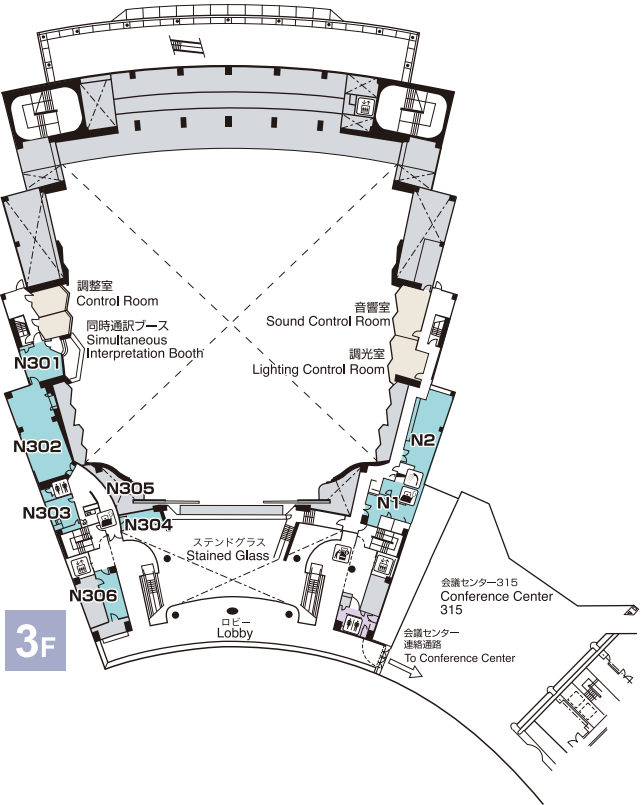 調整室
Control Room
同時通訳ブース
Simultaneous
Interpretation Booth
音響室
Sound Control Room
調光室
Lighting Control Room
N301
N302
N2
N305
N303
N304
N1
ステンドグラス
Stained Glass
会議センター315
Conference Center
315
N306
ロビー
Lobby
会議センター
連絡通路
To Conference Center
3F